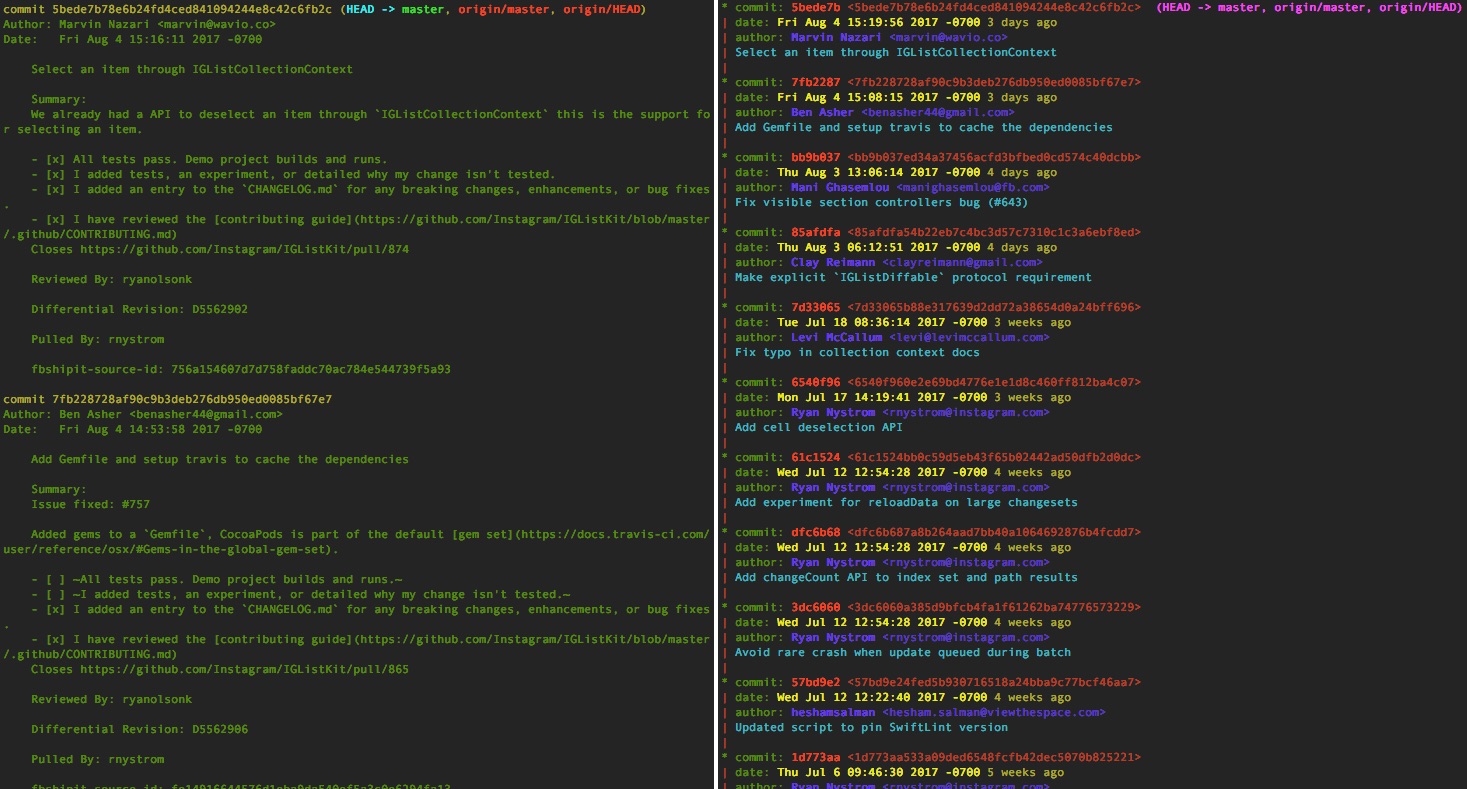 commit 5bede7b78e6b24fd4ced841094244e8c42c6fb2c (HEAD -> master, origin/master, origin/HEAD)
Author: Marvin Nazari <marvin@wavio.co>
Date:   Fri Aug 4 15:16:11 2017 -0700
Select an item through IGListCollectionContext
Summary:
We already had a API to deselect an item through `IGListCollectionContext` this is the support fo
r selecting an item.
- [x] All tests pass. Demo project builds and runs.
- [x] I added tests, an experiment, or detailed why my change isn't tested.
- [x] I added an entry to the `CHANGELOG.md` for any breaking changes, enhancements, or bug fixes
.
- [x] I have reviewed the [contributing guide](https://github.com/Instagram/IGListKit/blob/master
/.github/CONTRIBUTING.md)
Closes https://github.com/Instagram/IGListKit/pull/874
Reviewed By: ryanolsonk
Differential Revision: D5562902
Pulled By: rnystrom
fbshipit-source-id: 756a154607d7d758faddc70ac784e544739f5a93
commit 7fb228728af90c9b3deb276db950ed0085bf67e7
Author: Ben Asher <benasher44@gmail.com>
Date:   Fri Aug 4 14:53:58 2017 -0700
Add Gemfile and setup travis to cache the dependencies
Summary:
Issue fixed: #757
Added gems to a `Gemfile`, CocoaPods is part of the default [gem set](https://docs.travis-ci.com/
user/reference/osx/#Gems-in-the-global-gem-set).
- [ ] ~All tests pass. Demo project builds and runs.~
- [ ] ~I added tests, an experiment, or detailed why my change isn't tested.~
- [x] I added an entry to the `CHANGELOG.md` for any breaking changes, enhancements, or bug fixes
.
- [x] I have reviewed the [contributing guide](https://github.com/Instagram/IGListKit/blob/master
/.github/CONTRIBUTING.md)
Closes https://github.com/Instagram/IGListKit/pull/865
Reviewed By: ryanolsonk
Differential Revision: D5562906
Pulled By: rnystrom
* commit: 5bede7b <5bede7b78e6b24fd4ced841094244e8c42c6fb2c>  (HEAD -> master, origin/master, origin/HEAD)
| date: Fri Aug 4 15:19:56 2017 -0700 3 days ago
| author: Marvin Nazari <marvin@wavio.co>
| Select an item through IGListCollectionContext
|
* commit: 7fb2287 <7fb228728af90c9b3deb276db950ed0085bf67e7>
| date: Fri Aug 4 15:08:15 2017 -0700 3 days ago
| author: Ben Asher <benasher44@gmail.com>
| Add Gemfile and setup travis to cache the dependencies
|
* commit: bb9b037 <bb9b037ed34a37456acfd3bfbed0cd574c40dcbb>
| date: Thu Aug 3 13:06:14 2017 -0700 4 days ago
| author: Mani Ghasemlou <manighasemlou@fb.com>
| Fix visible section controllers bug (#643)
|
* commit: 85afdfa <85afdfa54b22eb7c4bc3d57c7310c1c3a6ebf8ed>
| date: Thu Aug 3 06:12:51 2017 -0700 4 days ago
| author: Clay Reimann <clayreimann@gmail.com>
| Make explicit `IGListDiffable` protocol requirement
|
* commit: 7d33065 <7d33065b88e317639d2dd72a38654d0a24bff696>
| date: Tue Jul 18 08:36:14 2017 -0700 3 weeks ago
| author: Levi McCallum <levi@levimccallum.com>
| Fix typo in collection context docs
|
* commit: 6540f96 <6540f960e2e69bd4776e1e1d8c460ff812ba4c07>
| date: Mon Jul 17 14:19:41 2017 -0700 3 weeks ago
| author: Ryan Nystrom <rnystrom@instagram.com>
| Add cell deselection API
|
* commit: 61c1524 <61c1524bb0c59d5eb43f65b02442ad50dfb2d0dc>
| date: Wed Jul 12 12:54:28 2017 -0700 4 weeks ago
| author: Ryan Nystrom <rnystrom@instagram.com>
| Add experiment for reloadData on large changesets
|
* commit: dfc6b68 <dfc6b687a8b264aad7bb40a1064692876b4fcdd7>
| date: Wed Jul 12 12:54:28 2017 -0700 4 weeks ago
| author: Ryan Nystrom <rnystrom@instagram.com>
| Add changeCount API to index set and path results
|
* commit: 3dc6060 <3dc6060a385d9bfcb4fa1f61262ba74776573229>
| date: Wed Jul 12 12:54:28 2017 -0700 4 weeks ago
| author: Ryan Nystrom <rnystrom@instagram.com>
| Avoid rare crash when update queued during batch
|
* commit: 57bd9e2 <57bd9e24fed5b930716518a24bba9c77bcf46aa7>
| date: Wed Jul 12 12:22:40 2017 -0700 4 weeks ago
| author: heshamsalman <hesham.salman@viewthespace.com>
| Updated script to pin SwiftLint version
|
* commit: 1d773aa <1d773aa533a09ded6548fcfb42dec5070b825221>
| date: Thu Jul 6 09:46:30 2017 -0700 5 weeks ago
| author: Ryan Nystrom <rnystrom@instagram.com>